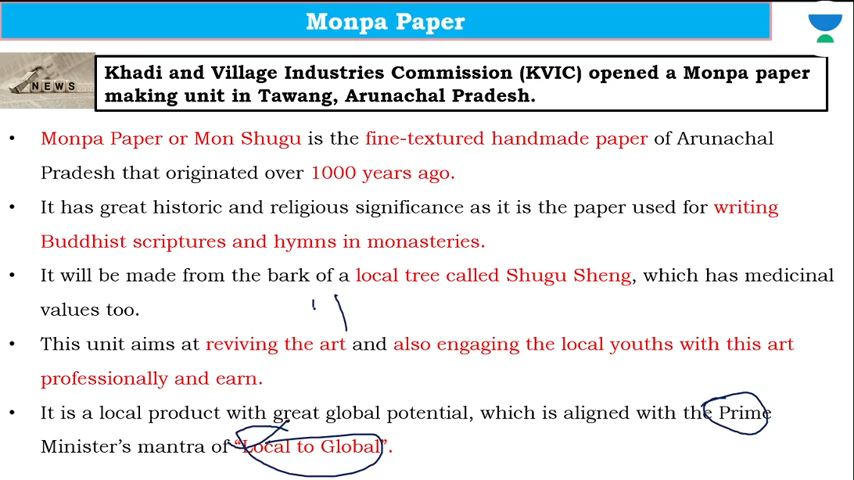 Monpa Paper
NEWS
Khadi and Village Industries Commission (KVIC) opened a Monpa paper
making unit in Tawang, Arunachal Pradesh.
• Monpa Paper or Mon Shugu is the fine-textured handmade paper of Arunachal
Pradesh that originated over 1000 years ago.
• It has great historic and religious significance as it is the paper used for writing
Buddhist scriptures and hymns in monasteries.
• It will be made from the bark of a local tree called Shugu Sheng, which has medicinal
values too.
• This unit aims at reviving the art and also engaging the local youths with this art
professionally and earn.
• It is a local product with great global potential, which is aligned with the Prime
Minister's mantra of “Local to Global”.